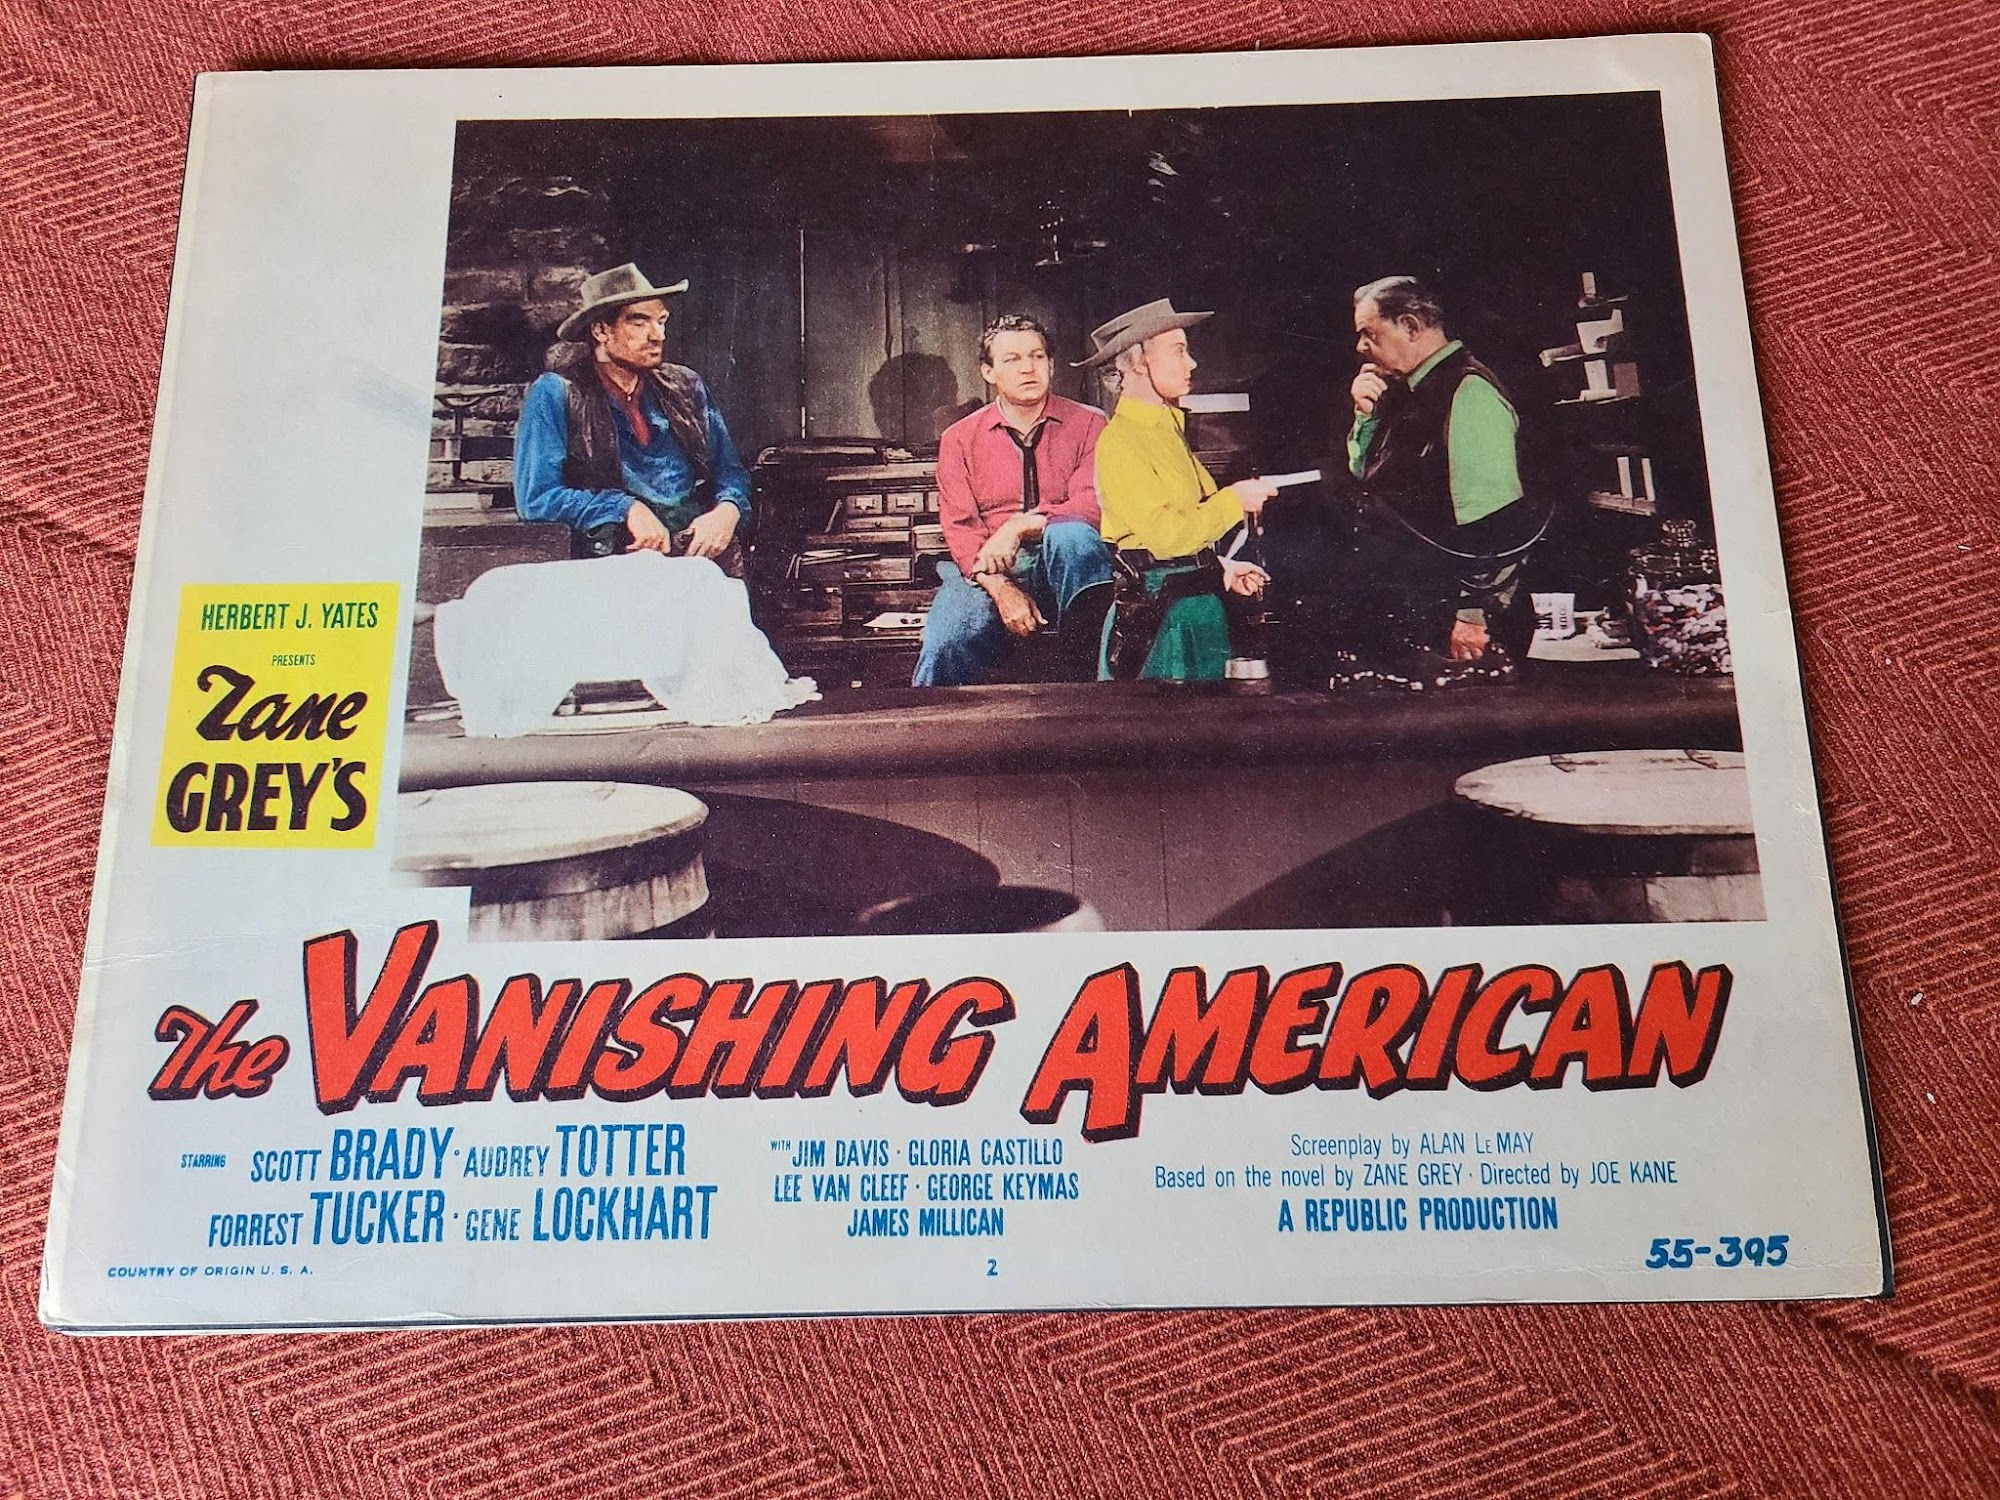 HERBERT J. YATES
PRESENTS
Zane
GREY'S
The VANISHING AMERICAN
STARRING SCOTT BRADY · AUDREY TOTTER
FORREST TUCKER · GENE LOCKHART
WITH JIM DAVIS · GLORIA CASTILLO
LEE VAN CLEEF · GEORGE KEYMAS
JAMES MILLICAN
Screenplay by ALAN LeMAY
Based on the novel by ZANE GREY · Directed by JOE KANE
A REPUBLIC PRODUCTION
COUNTRY OF ORIGIN U. S. A.
2
55-395